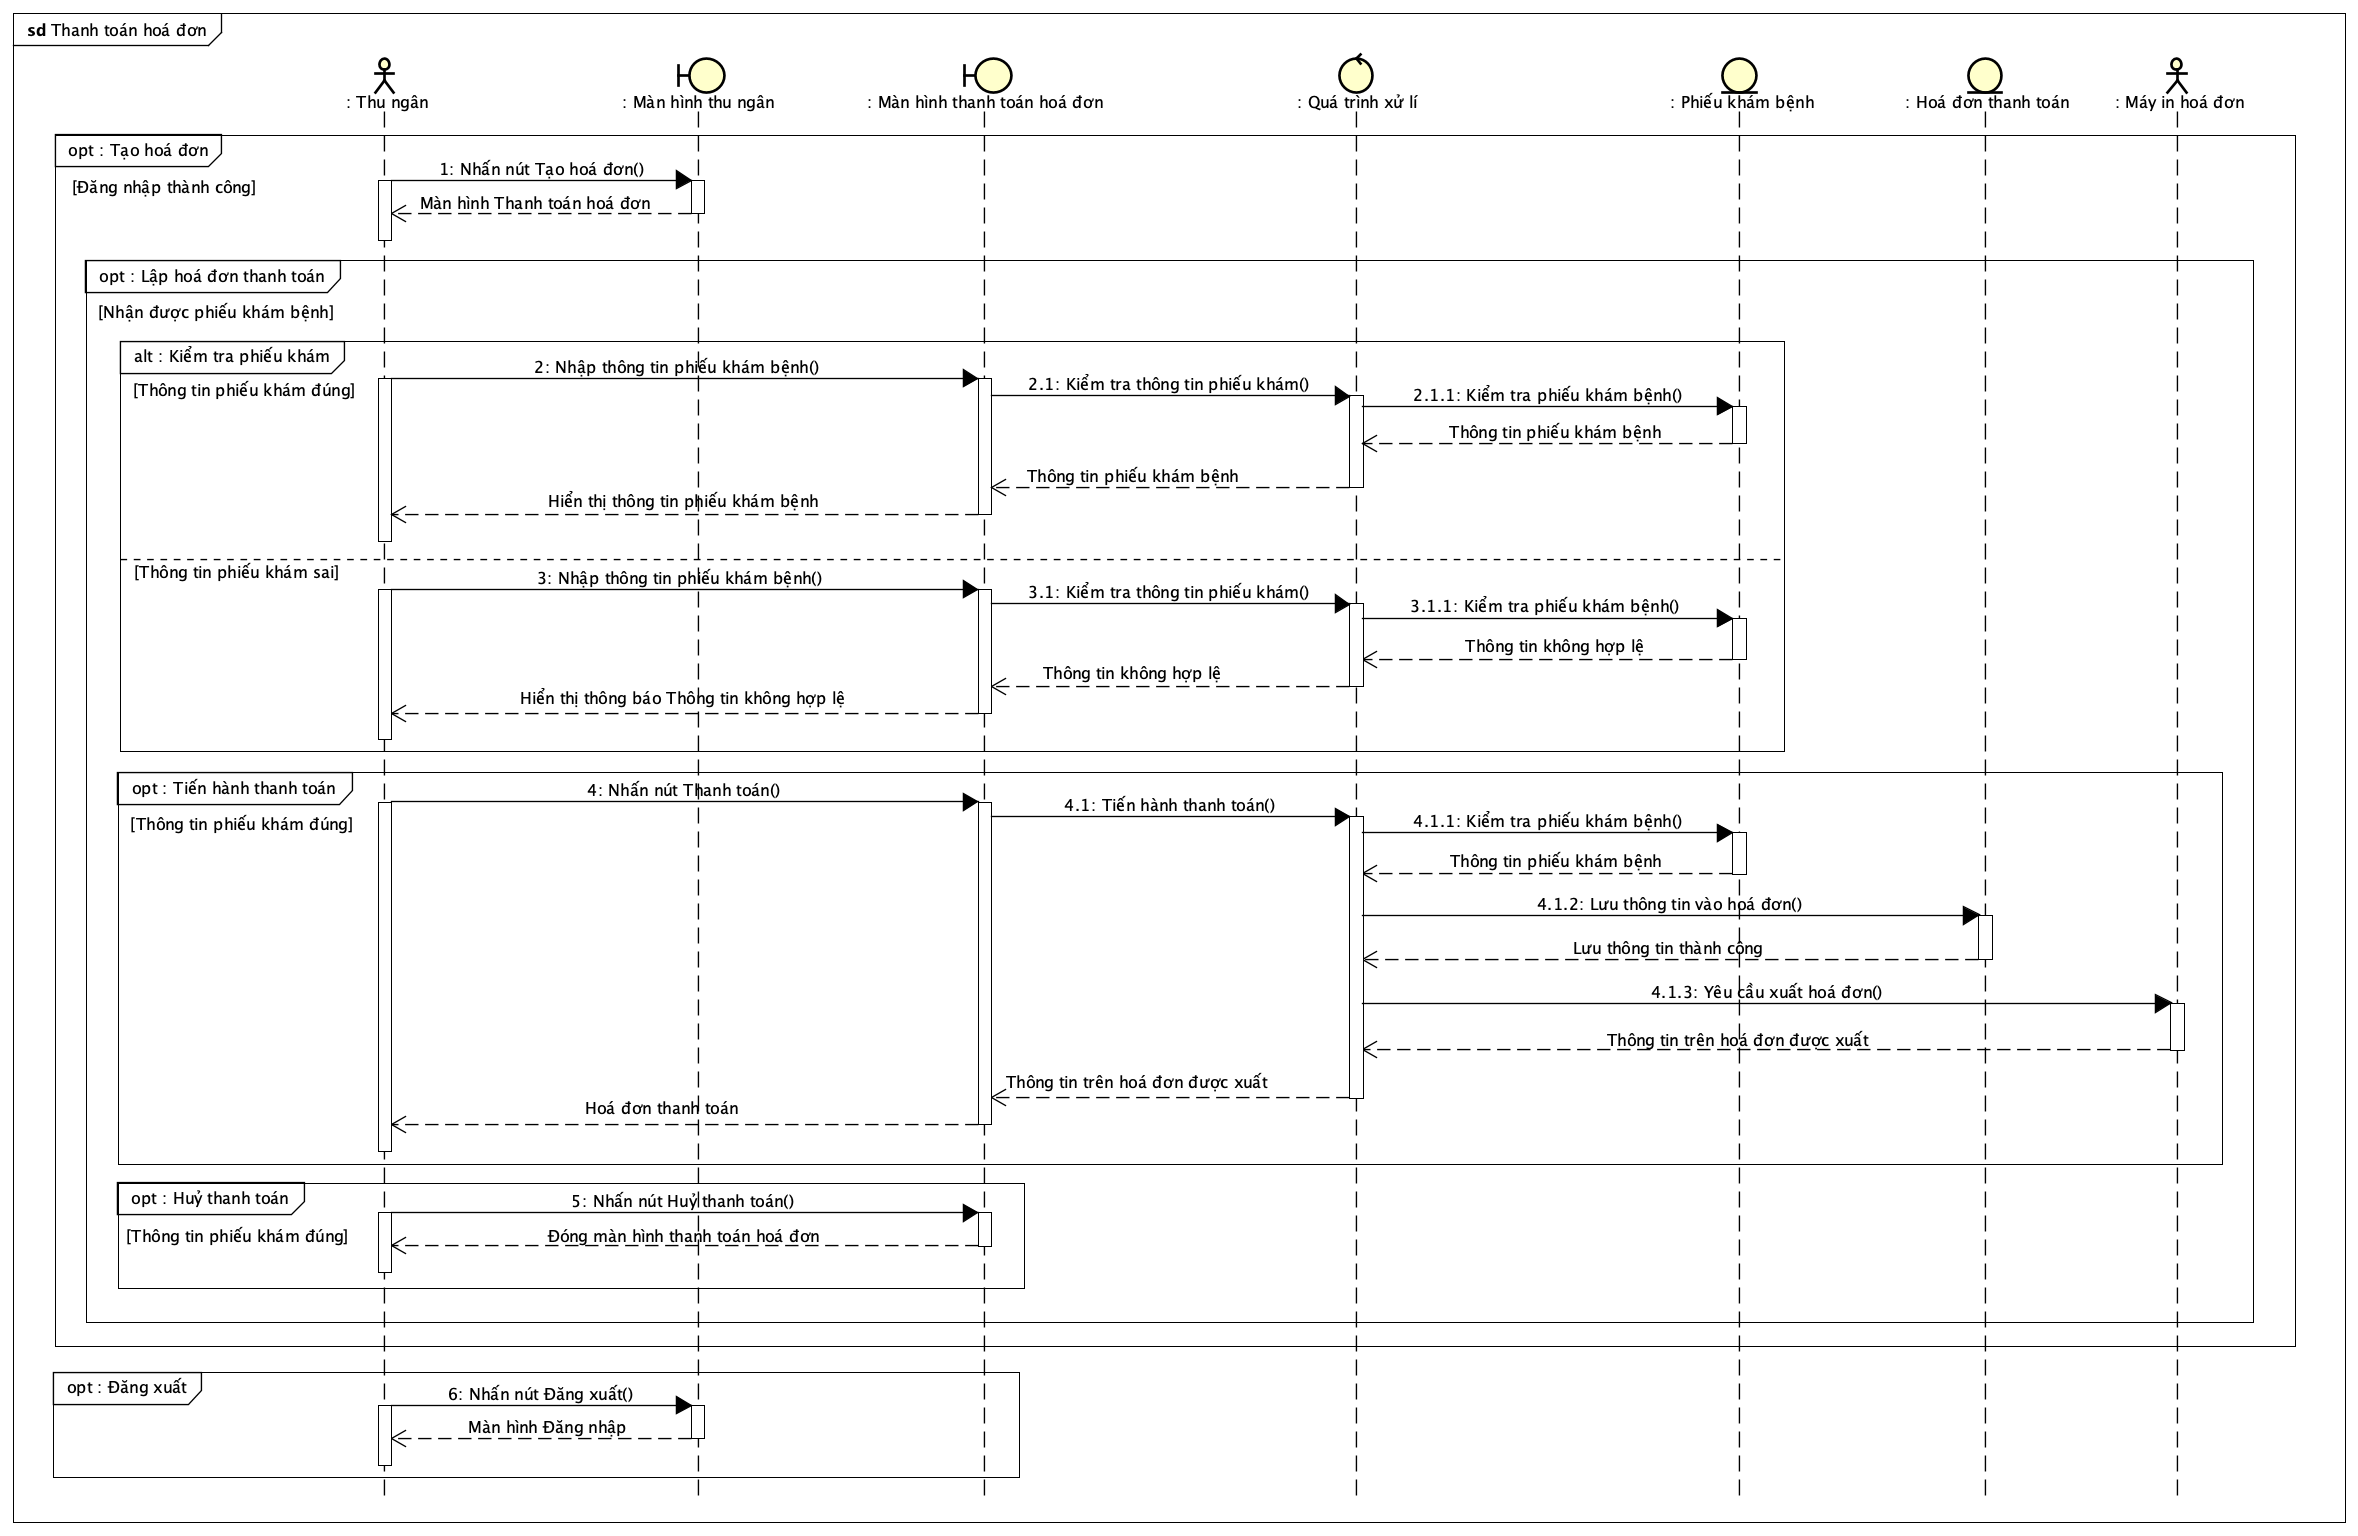 sd Thanh toán hoá đơn
: Thu ngân
: Màn hình thu ngân
: Màn hình thanh toán hoá đơn
: Quá trình xử lí
: Phiếu khám bệnh
: Hoá đơn thanh toán
: Máy in hoá đơn
opt : Tạo hoá đơn
[Đăng nhập thành công]
1: Nhấn nút Tạo hoá đơn()
Màn hình Thanh toán hoá đơn
opt : Lập hoá đơn thanh toán
[Nhận được phiếu khám bệnh]
alt : Kiểm tra phiếu khám
[Thông tin phiếu khám đúng]
2: Nhập thông tin phiếu khám bệnh()
2.1: Kiểm tra thông tin phiếu khám()
2.1.1: Kiểm tra phiếu khám bệnh()
Thông tin phiếu khám bệnh
Thông tin phiếu khám bệnh
Hiển thị thông tin phiếu khám bệnh
[Thông tin phiếu khám sai]
3: Nhập thông tin phiếu khám bệnh()
3.1: Kiểm tra thông tin phiếu khám()
3.1.1: Kiểm tra phiếu khám bệnh()
Thông tin không hợp lệ
Thông tin không hợp lệ
Hiển thị thông báo Thông tin không hợp lệ
opt : Tiến hành thanh toán
[Thông tin phiếu khám đúng]
4: Nhấn nút Thanh toán()
4.1: Tiến hành thanh toán()
4.1.1: Kiểm tra phiếu khám bệnh()
Thông tin phiếu khám bệnh
4.1.2: Lưu thông tin vào hoá đơn()
Lưu thông tin thành công
4.1.3: Yêu cầu xuất hoá đơn()
Thông tin trên hoá đơn được xuất
Thông tin trên hoá đơn được xuất
Hoá đơn thanh toán
opt : Huỷ thanh toán
[Thông tin phiếu khám đúng]
5: Nhấn nút Huỷ thanh toán()
Đóng màn hình thanh toán hoá đơn
opt : Đăng xuất
6: Nhấn nút Đăng xuất()
Màn hình Đăng nhập